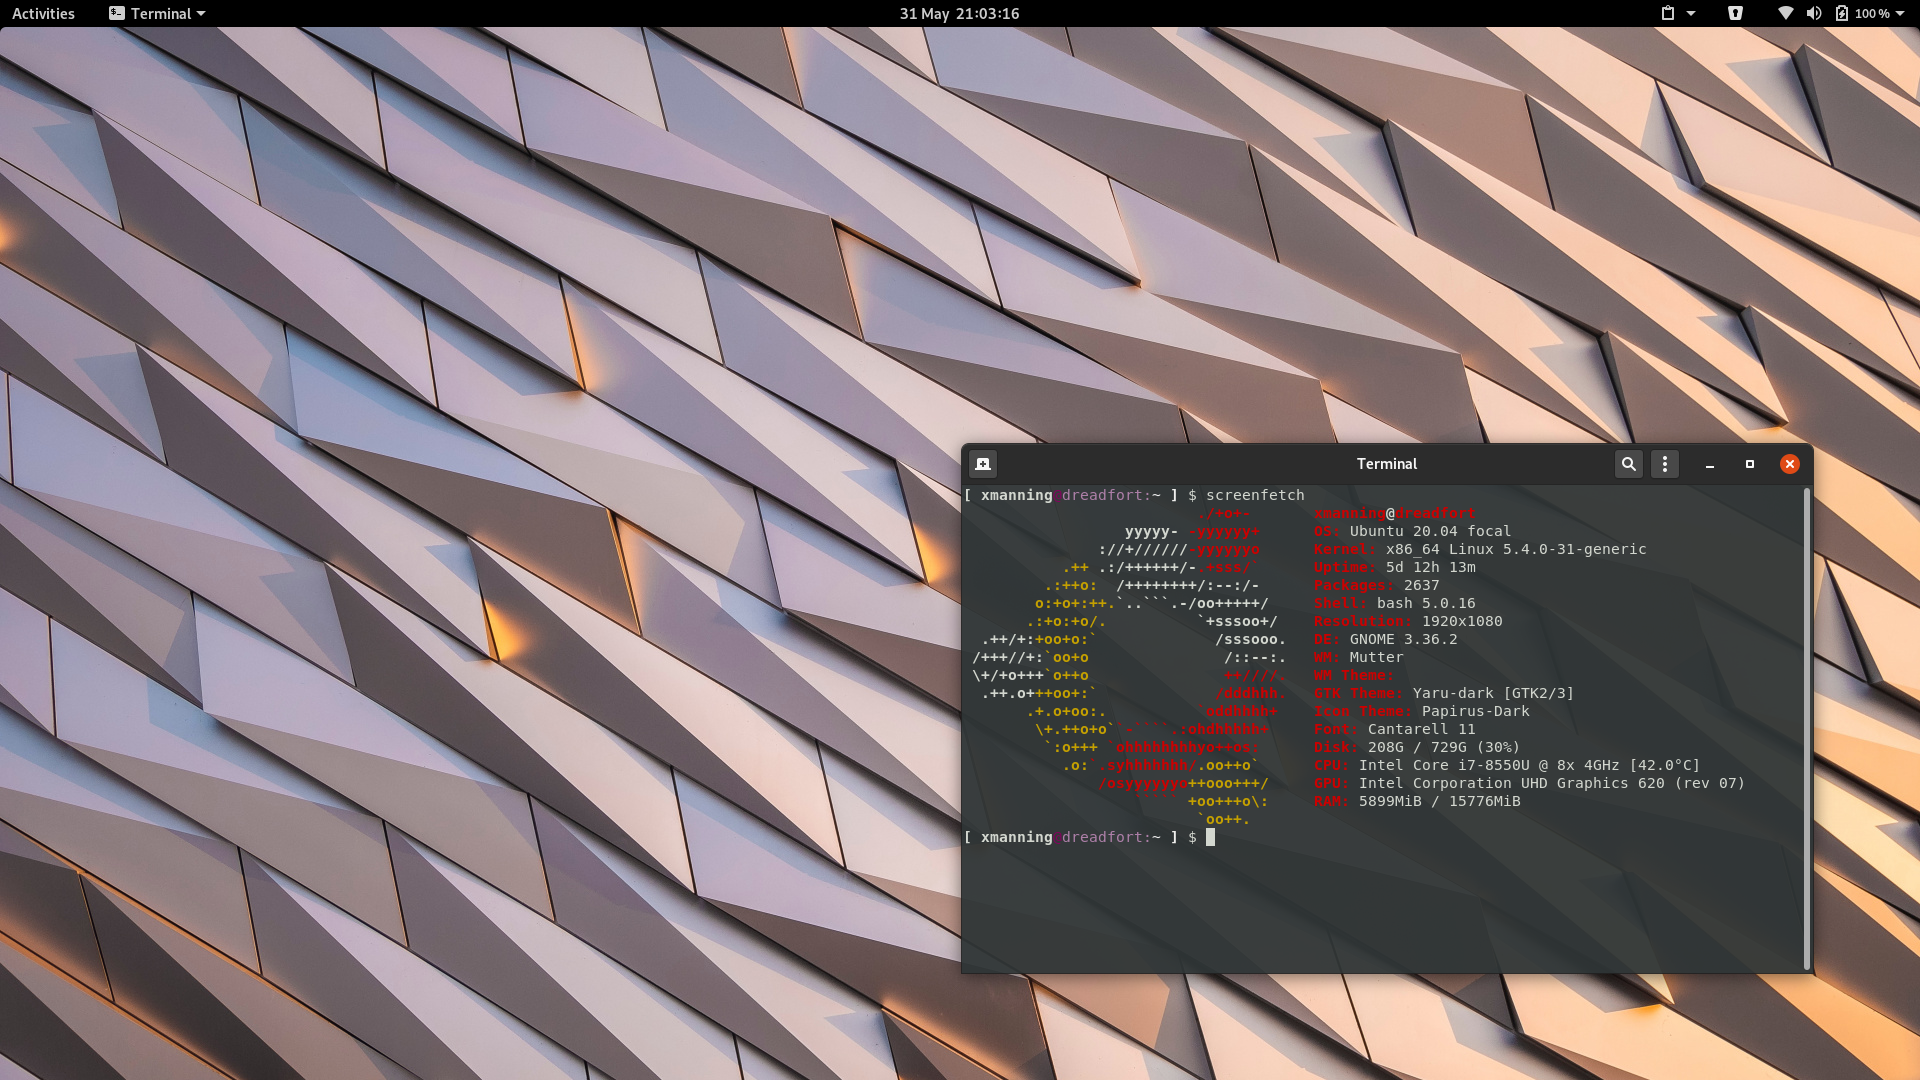 Activities Terminal 31 May 21:03:16 100 %
Terminal
[ xmanning@dreadfort:~ ] $ screenfetch
./+o+- xmanning@dreadfort
yyyyy- -yyyyyy+ OS: Ubuntu 20.04 focal
://+//////-yyyyyyo Kernel: x86_64 Linux 5.4.0-31-generic
.++ .:/++++++/-.+sss/` Uptime: 5d 12h 13m
.:++o: /++++++++/:--:/- Packages: 2637
o:+o+:++.`..```.-/oo+++++/ Shell: bash 5.0.16
.:+o:+o/. `+sssoo+/ Resolution: 1920x1080
.++/+:+oo+o:` /sssooo. DE: GNOME 3.36.2
/+++//+:`oo+o /::--:. WM: Mutter
\+/+o+++`o++o ++////. WM Theme:
.++.o+++oo+:` /dddhhh. GTK Theme: Yaru-dark [GTK2/3]
.+.o+oo:. `oddhhhh+ Icon Theme: Papirus-Dark
\+.++o+o``-````.:ohdhhhhh+ Font: Cantarell 11
`:o+++ `ohhhhhhhhyo++os: Disk: 208G / 729G (30%)
.o: .syhhhhhhh/.oo++o` CPU: Intel Core i7-8550U @ 8x 4GHz [42.0°C]
/osyyyyyyo++ooo+++/ GPU: Intel Corporation UHD Graphics 620 (rev 07)
````` +oo+++o\: RAM: 5899MiB / 15776MiB
`oo++.
[ xmanning@dreadfort:~ ] $